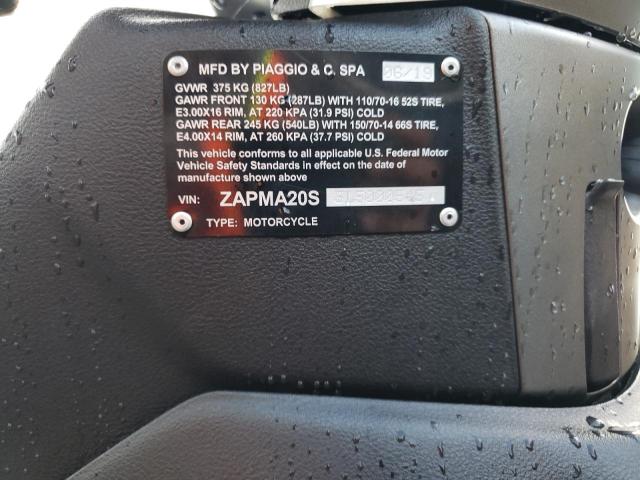 MFD BY PIAGGIO & C. SPA 06/19
GVWR 375 KG (827LB)
GAWR FRONT 130 KG (287LB) WITH 110/70-16 52S TIRE,
E3.00X16 RIM, AT 220 KPA (31.9 PSI) COLD
GAWR REAR 245 KG (540LB) WITH 150/70-14 66S TIRE,
E4.00X14 RIM, AT 260 KPA (37.7 PSI) COLD
This vehicle conforms to all applicable U.S. Federal Motor
Vehicle Safety Standards in effect on the date of
manufacture shown above
VIN: ZAPMA20S
TYPE: MOTORCYCLE